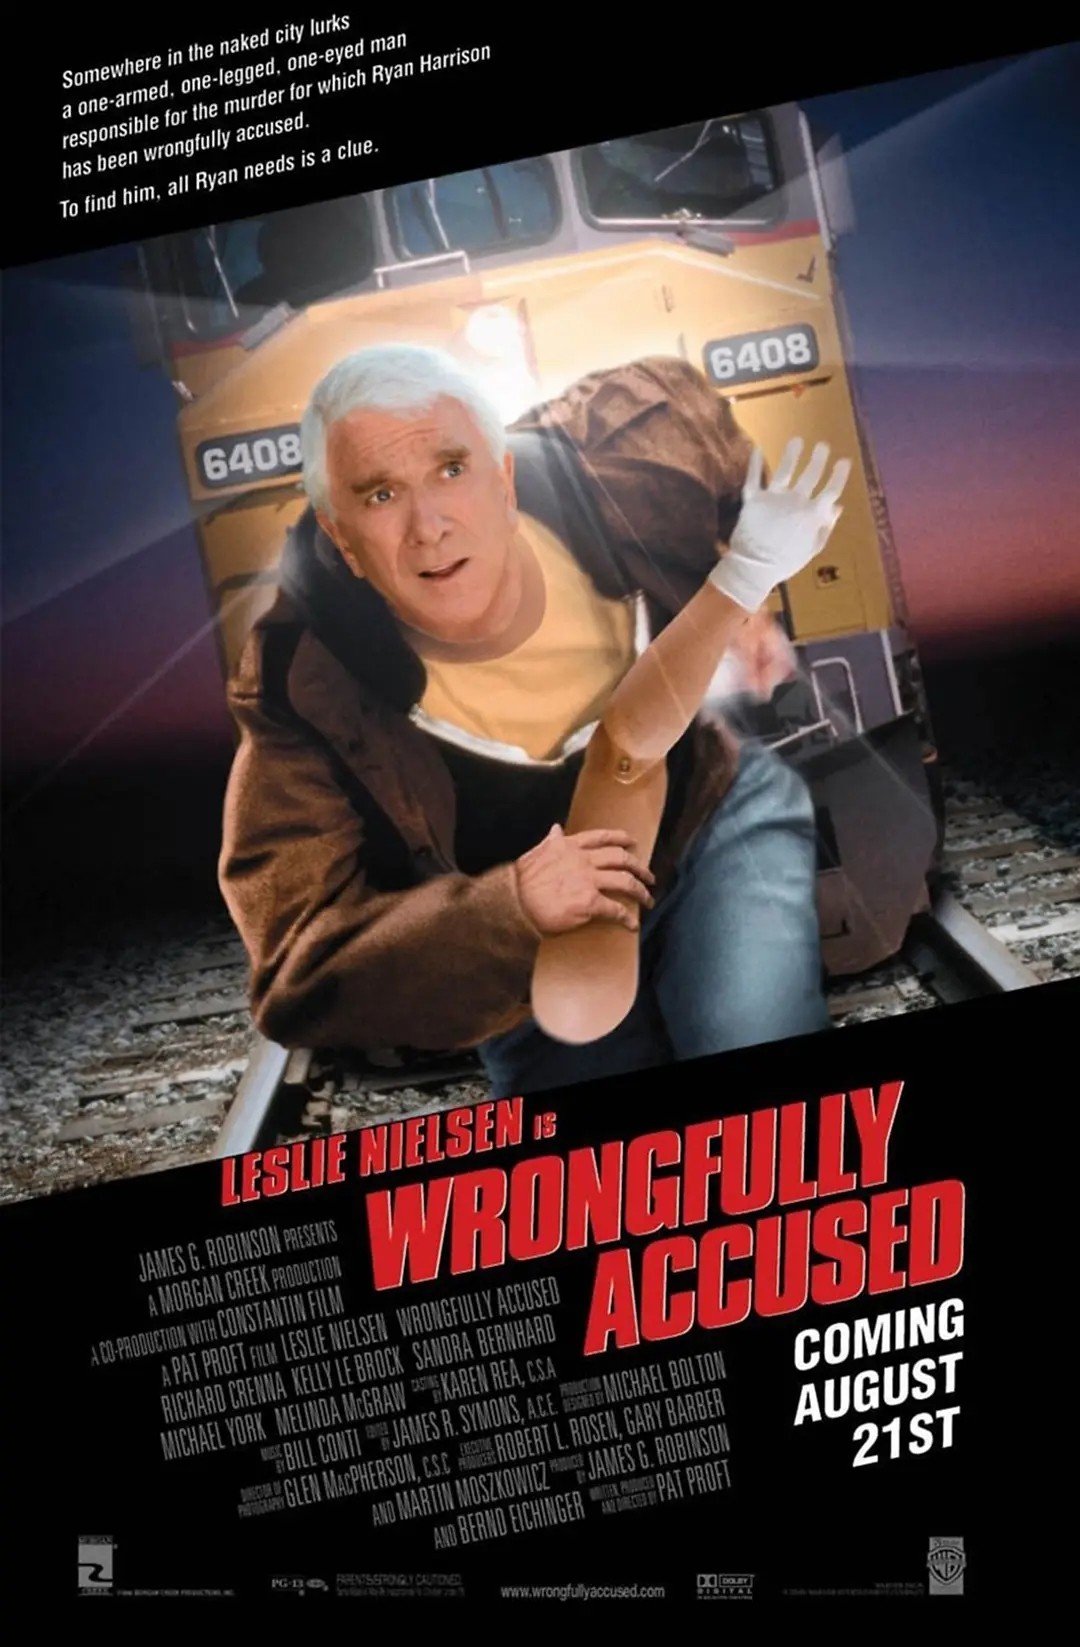 Somewhere in the naked city lurks
a one-armed, one-legged, one-eyed man
responsible for the murder for which Ryan Harrison
has been wrongfully accused.
To find him, all Ryan needs is a clue.
6408
6408
LESLIE NIELSEN IS
WRONGFULLY
ACCUSED
COMING
AUGUST
21ST
JAMES G. ROBINSON PRESENTS
A MORGAN CREEK PRODUCTION
A CO-PRODUCTION WITH CONSTANTIN FILM
A PAT PROFT FILM LESLIE NIELSEN WRONGFULLY ACCUSED
RICHARD CRENNA KELLY LE BROCK SANDRA BERNHARD
MICHAEL YORK MELINDA McGRAW CASTING BY KAREN REA, C.S.A
MUSIC BY BILL CONTI EDITED BY JAMES R. SYMONS, A.C.E. PRODUCTION DESIGNED BY MICHAEL BOLTON
DIRECTOR OF PHOTOGRAPHY GLEN MacPHERSON, C.S.C EXECUTIVE PRODUCERS ROBERT L. ROSEN, GARY BARBER
AND MARTIN MOSZKOWICZ PRODUCED BY JAMES G. ROBINSON
AND BERND EICHINGER WRITTEN, PRODUCED AND DIRECTED BY PAT PROFT
PG-13 PARENTS STRONGLY CAUTIONED
www.wrongfullyaccused.com
DOLBY
DIGITAL